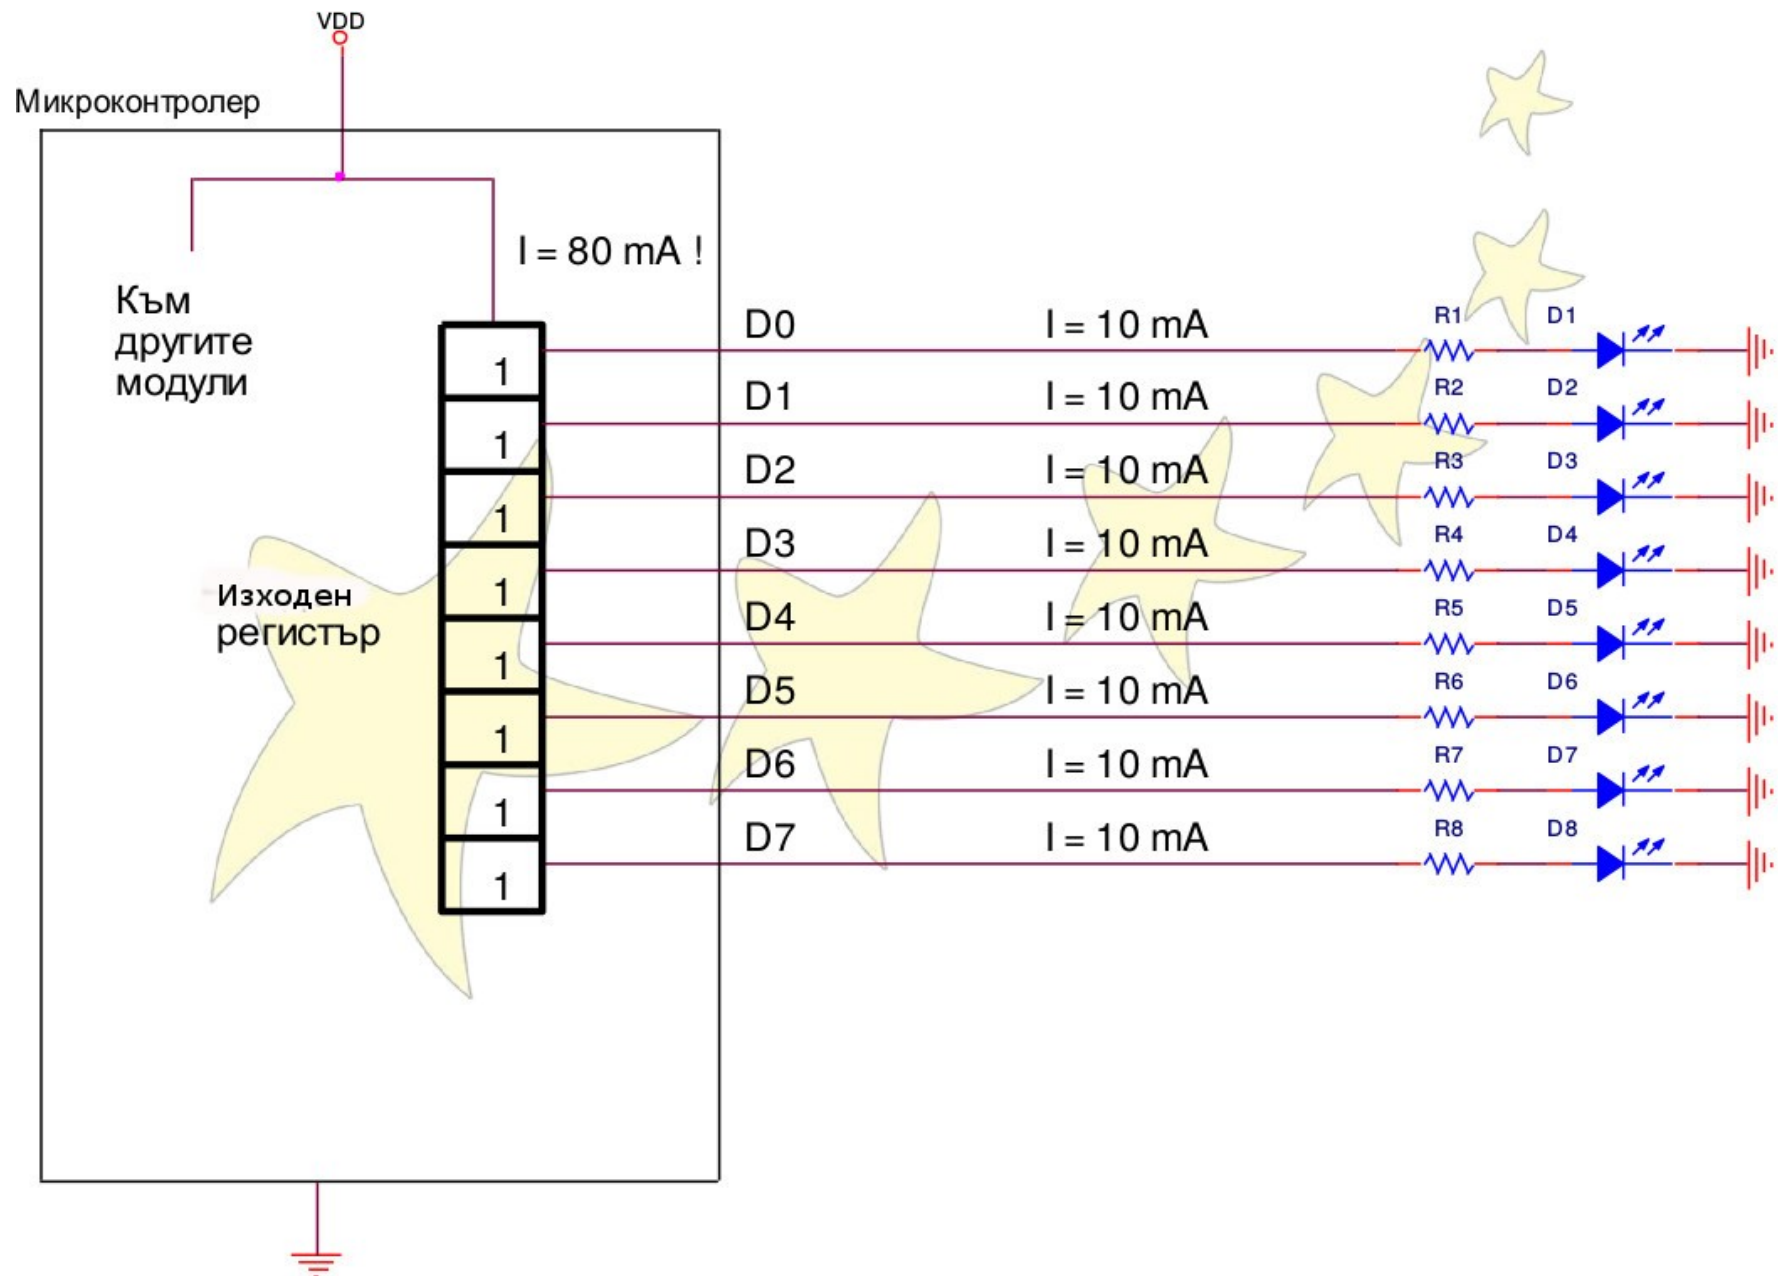 VDD
Микроконтролер
I = 80 mA !
Към
другите
модули
D0 I = 10 mA R1 D1
1
D1 I = 10 mA R2 D2
1
D2 I = 10 mA R3 D3
1
D3 I = 10 mA R4 D4
1
Изходен
регистър
D4 I = 10 mA R5 D5
1
D5 I = 10 mA R6 D6
1
D6 I = 10 mA R7 D7
1
D7 I = 10 mA R8 D8
1